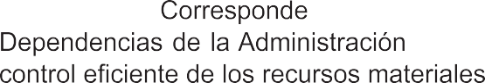 Corresponde
Dependencias de la Administración
control eficiente de los recursos materiales